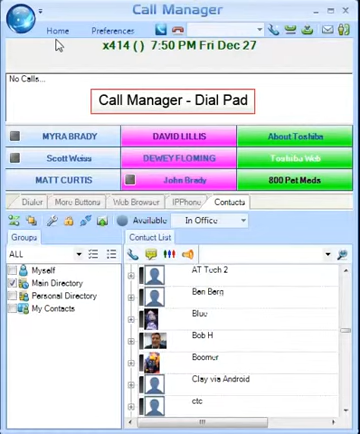 Call Manager
Home Preferences
x414 ( ) 7:50 PM Fri Dec 27
No Calls...
Call Manager - Dial Pad
MYRA BRADY DAVID LILLIS About Toshiba
Scott Weiss DEWEY FLOMING Toshiba Web
MATT CURTIS John Brady 800 Pet Meds
Dialer More Buttons Web Browser IPPhone Contacts
Available In Office
Groups Contact List
ALL
Myself
Main Directory
Personal Directory
My Contacts
AT Tech 2
Ben Berg
Blue
Bob H
Boomer
Clay via Android
ctc